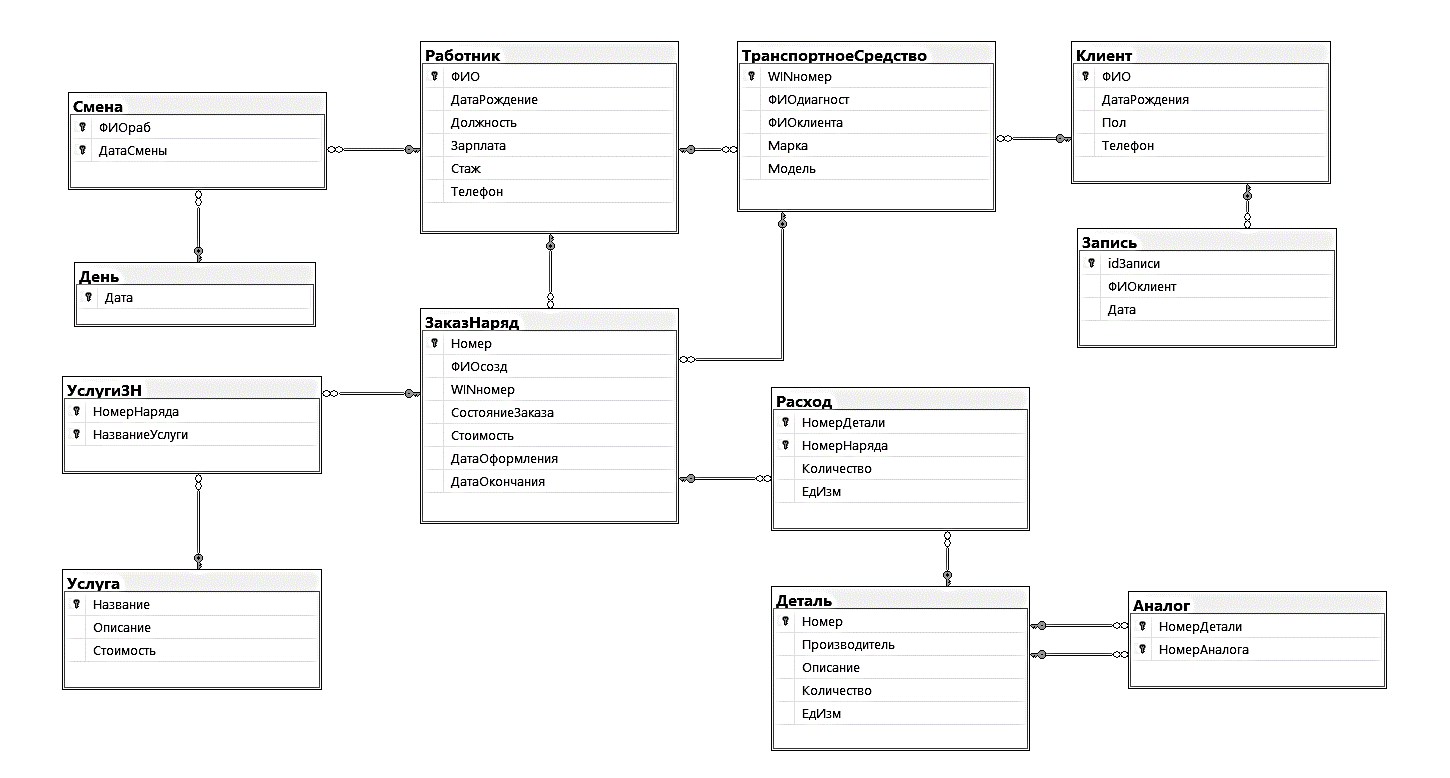 Работник
ФИО
ДатаРождение
Должность
Зарплата
Стаж
Телефон
ТранспортноеСредство
WINномер
ФИОдиагност
ФИОклиента
Марка
Модель
Клиент
ФИО
ДатаРождения
Пол
Телефон
Смена
ФИОраб
ДатаСмены
День
Дата
Запись
idЗаписи
ФИОклиент
Дата
ЗаказНаряд
Номер
ФИОсозд
WINномер
СостояниеЗаказа
Стоимость
ДатаОформления
ДатаОкончания
УслугиЗН
НомерНаряда
НазваниеУслуги
Расход
НомерДетали
НомерНаряда
Количество
ЕдИзм
Услуга
Название
Описание
Стоимость
Деталь
Номер
Производитель
Описание
Количество
ЕдИзм
Аналог
НомерДетали
НомерАналога